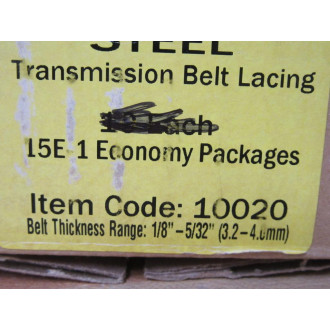 STEEL
Transmission Belt Lacing
15E-1 Economy Packages
Item Code: 10020
Belt Thickness Range: 1/8" - 5/32" (3.2-4.0mm)